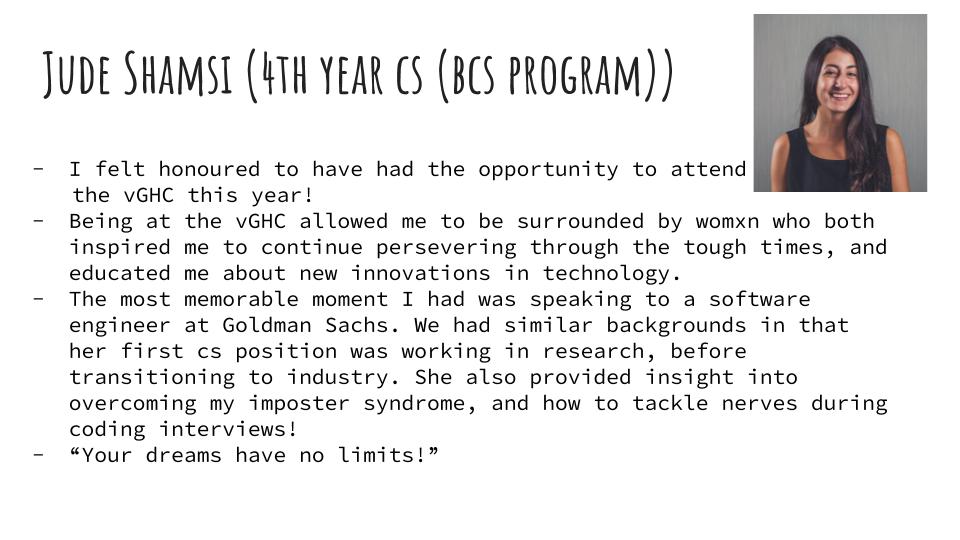 Jude Shamsi (4th year cs (bcs program))
- I felt honoured to have had the opportunity to attend
the vGHC this year!
- Being at the vGHC allowed me to be surrounded by womxn who both
inspired me to continue persevering through the tough times, and
educated me about new innovations in technology.
- The most memorable moment I had was speaking to a software
engineer at Goldman Sachs. We had similar backgrounds in that
her first cs position was working in research, before
transitioning to industry. She also provided insight into
overcoming my imposter syndrome, and how to tackle nerves during
coding interviews!
- “Your dreams have no limits!”